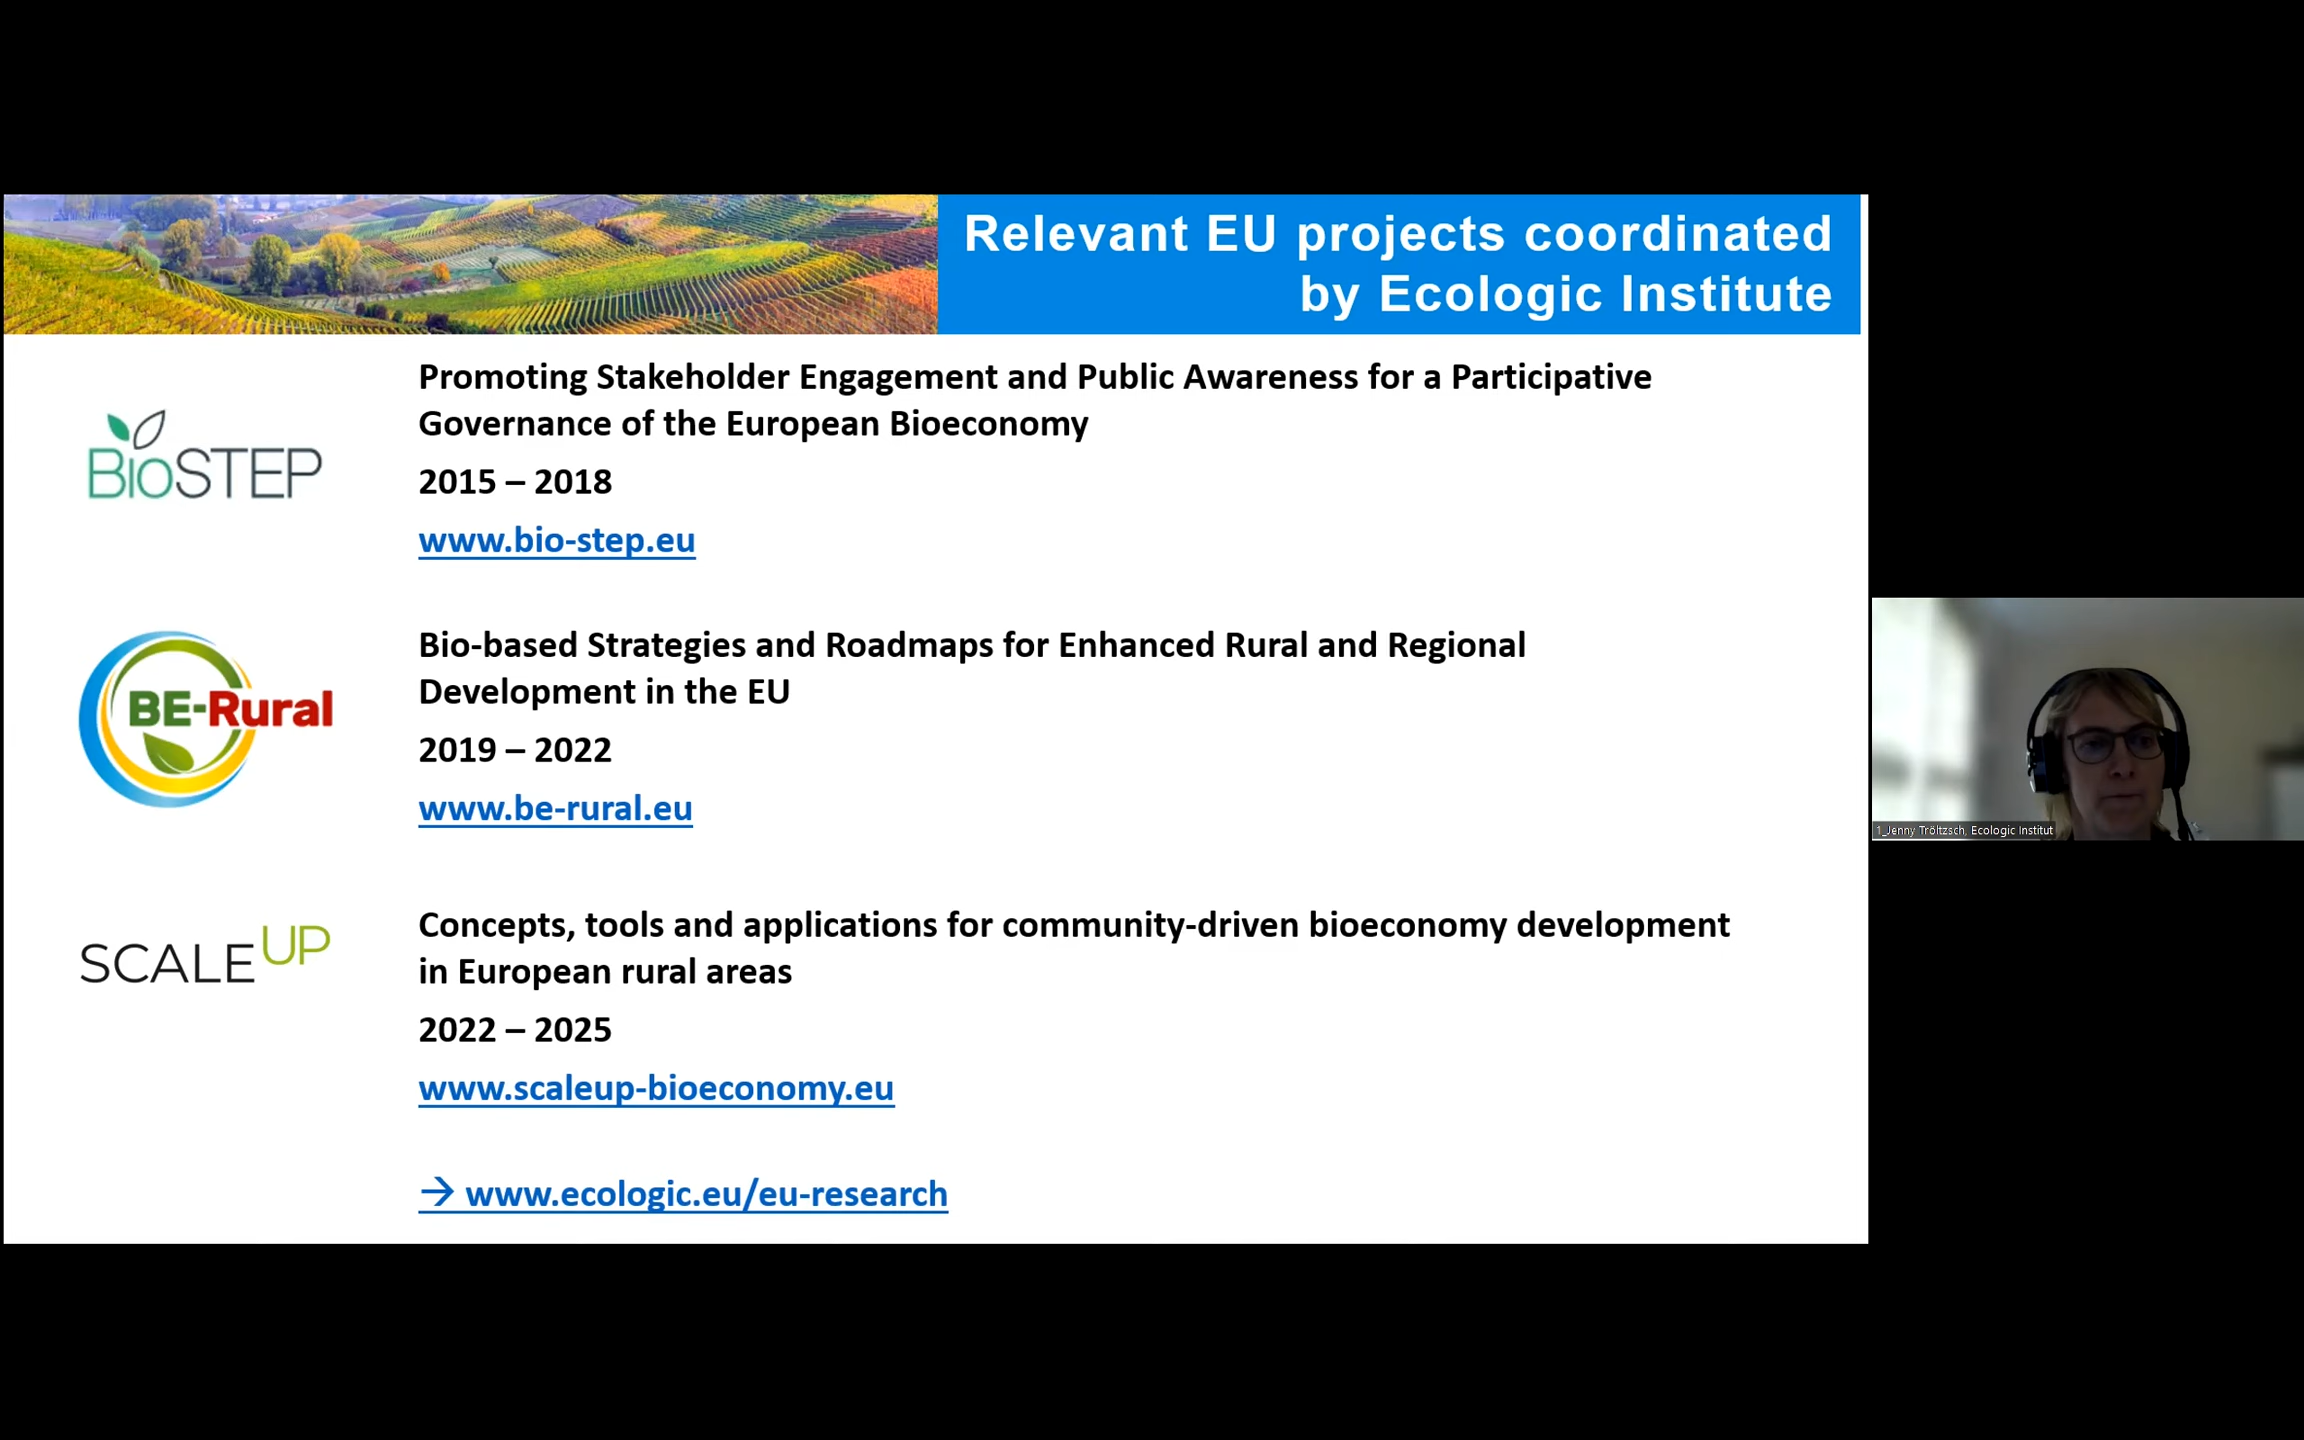 Relevant EU projects coordinated
by Ecologic Institute
BioSTEP
Promoting Stakeholder Engagement and Public Awareness for a Participative
Governance of the European Bioeconomy
2015 – 2018
www.bio-step.eu
BE-Rural
Bio-based Strategies and Roadmaps for Enhanced Rural and Regional
Development in the EU
2019 – 2022
www.be-rural.eu
SCALE UP
Concepts, tools and applications for community-driven bioeconomy development
in European rural areas
2022 – 2025
www.scaleup-bioeconomy.eu
→ www.ecologic.eu/eu-research
1_Jenny Tröltzsch, Ecologic Institut